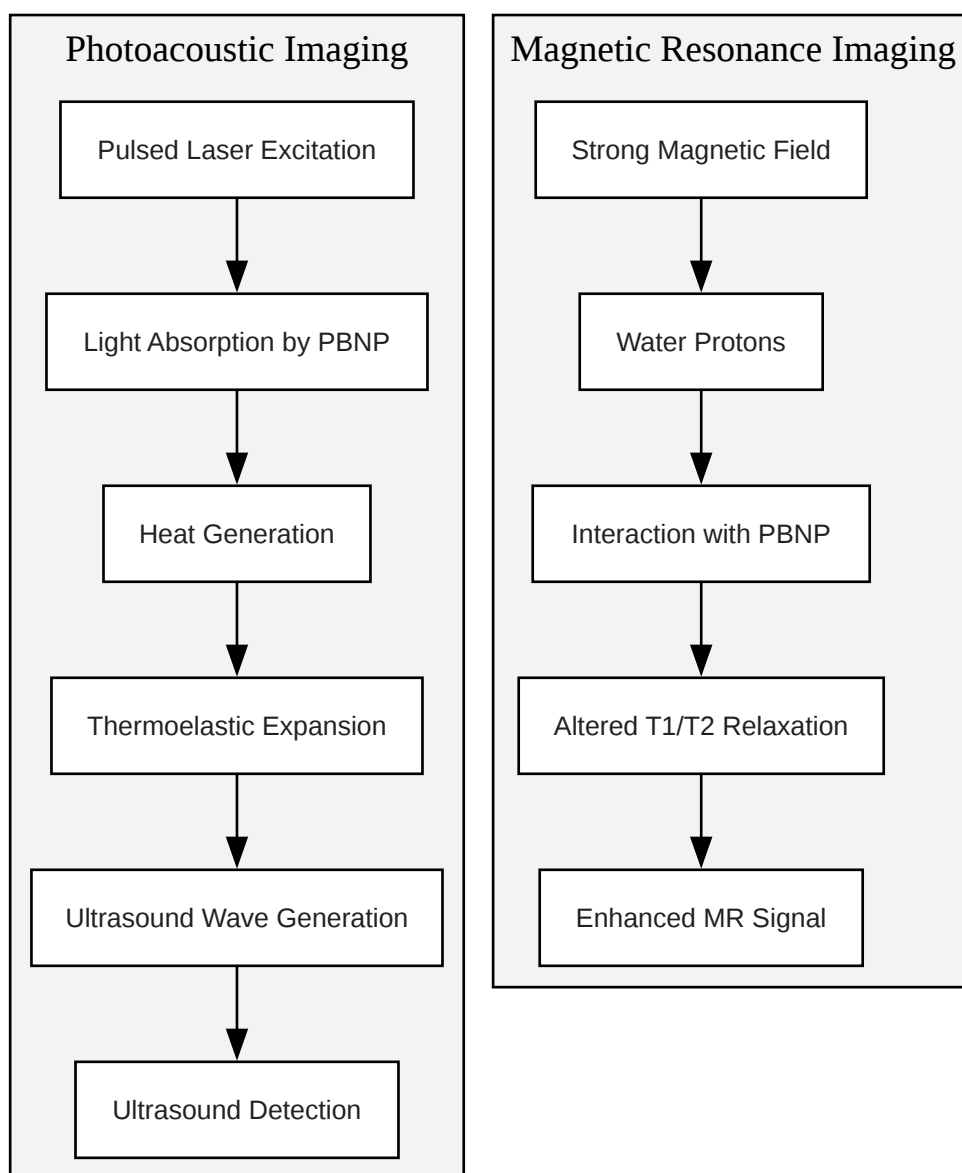 Photoacoustic Imaging
Pulsed Laser Excitation
Light Absorption by PBNP
Heat Generation
Thermoelastic Expansion
Ultrasound Wave Generation
Ultrasound Detection
Magnetic Resonance Imaging
Strong Magnetic Field
Water Protons
Interaction with PBNP
Altered T1/T2 Relaxation
Enhanced MR Signal